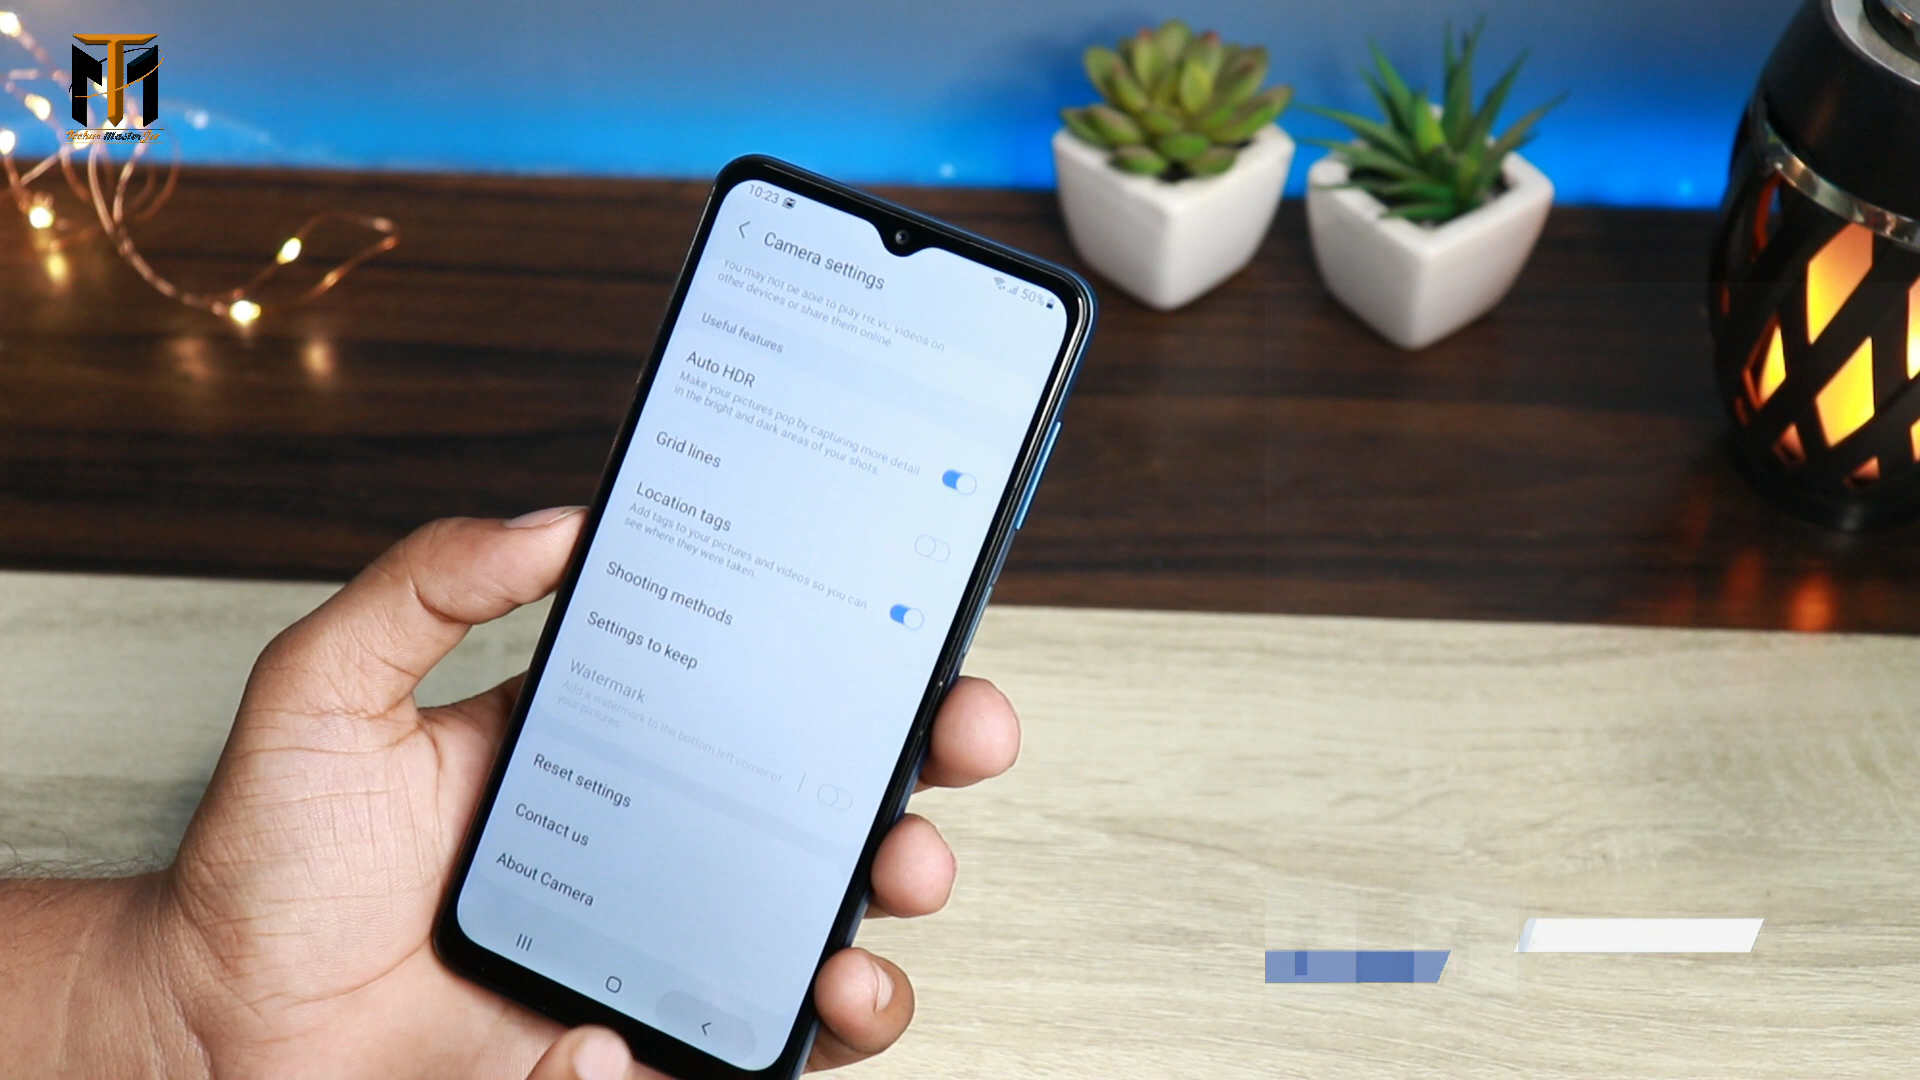 TM
Techno Master Jee
10:23
50%
Camera settings
You may not be able to play HEVC videos on
other devices or share them online.
Useful features
Auto HDR
Make your pictures pop by capturing more detail
in the bright and dark areas of your shots.
Grid lines
Location tags
Add tags to your pictures and videos so you can
see where they were taken.
Shooting methods
Settings to keep
Watermark
Add a watermark to the bottom left corner of
your pictures.
Reset settings
Contact us
About Camera